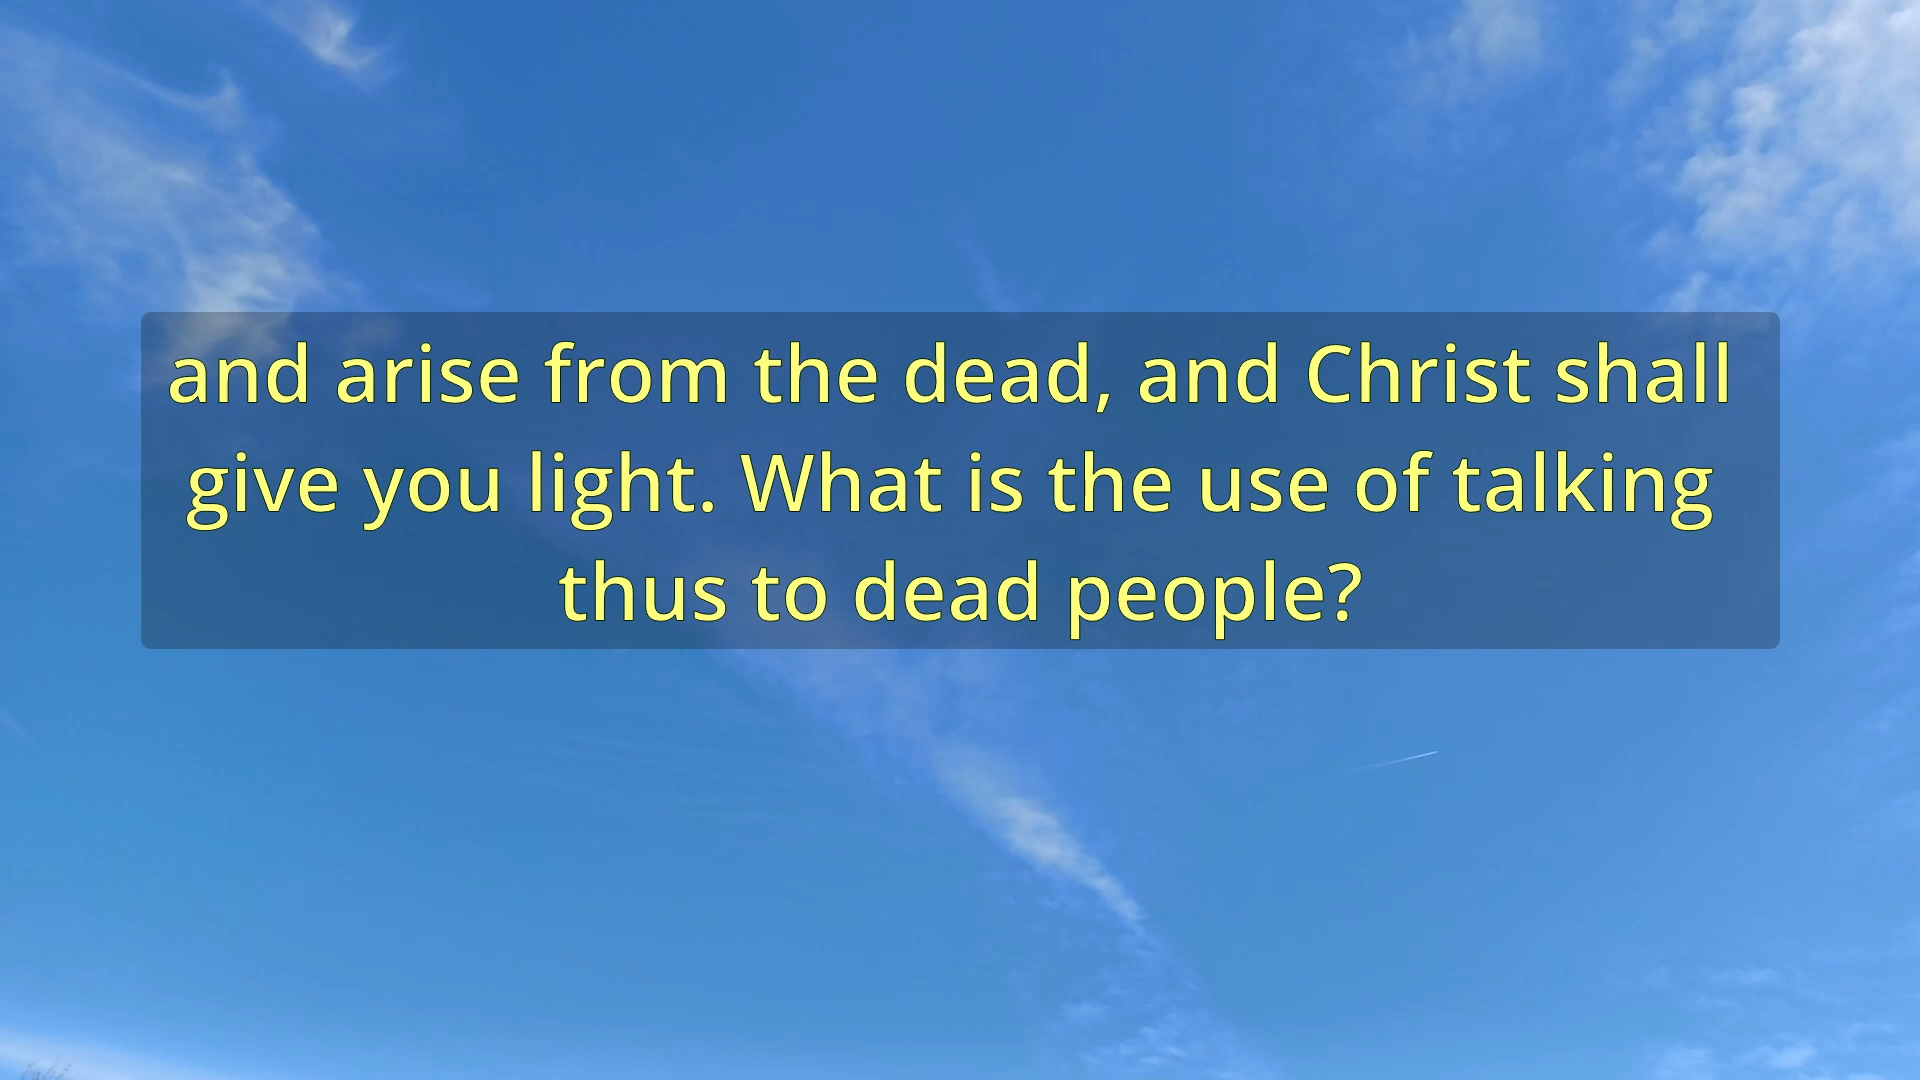 and arise from the dead, and Christ shall
give you light. What is the use of talking
thus to dead people?